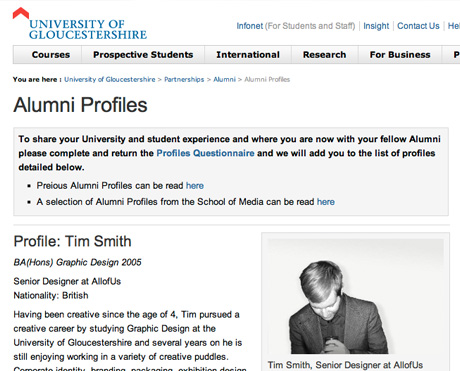 UNIVERSITY OF
GLOUCESTERSHIRE
Infonet (For Students and Staff) | Insight | Contact Us | Hel
Courses Prospective Students International Research For Business P
You are here : University of Gloucestershire > Partnerships > Alumni > Alumni Profiles
Alumni Profiles
To share your University and student experience and where you are now with your fellow Alumni
please complete and return the Profiles Questionnaire and we will add you to the list of profiles
detailed below.
Preious Alumni Profiles can be read here
A selection of Alumni Profiles from the School of Media can be read here
Profile: Tim Smith
BA(Hons) Graphic Design 2005
Senior Designer at AllofUs
Nationality: British
Having been creative since the age of 4, Tim pursued a
creative career by studying Graphic Design at the
University of Gloucestershire and several years on he is
still enjoying working in a variety of creative puddles.
Corporate identity, branding, packaging, exhibition design
Tim Smith, Senior Designer at AllofUs